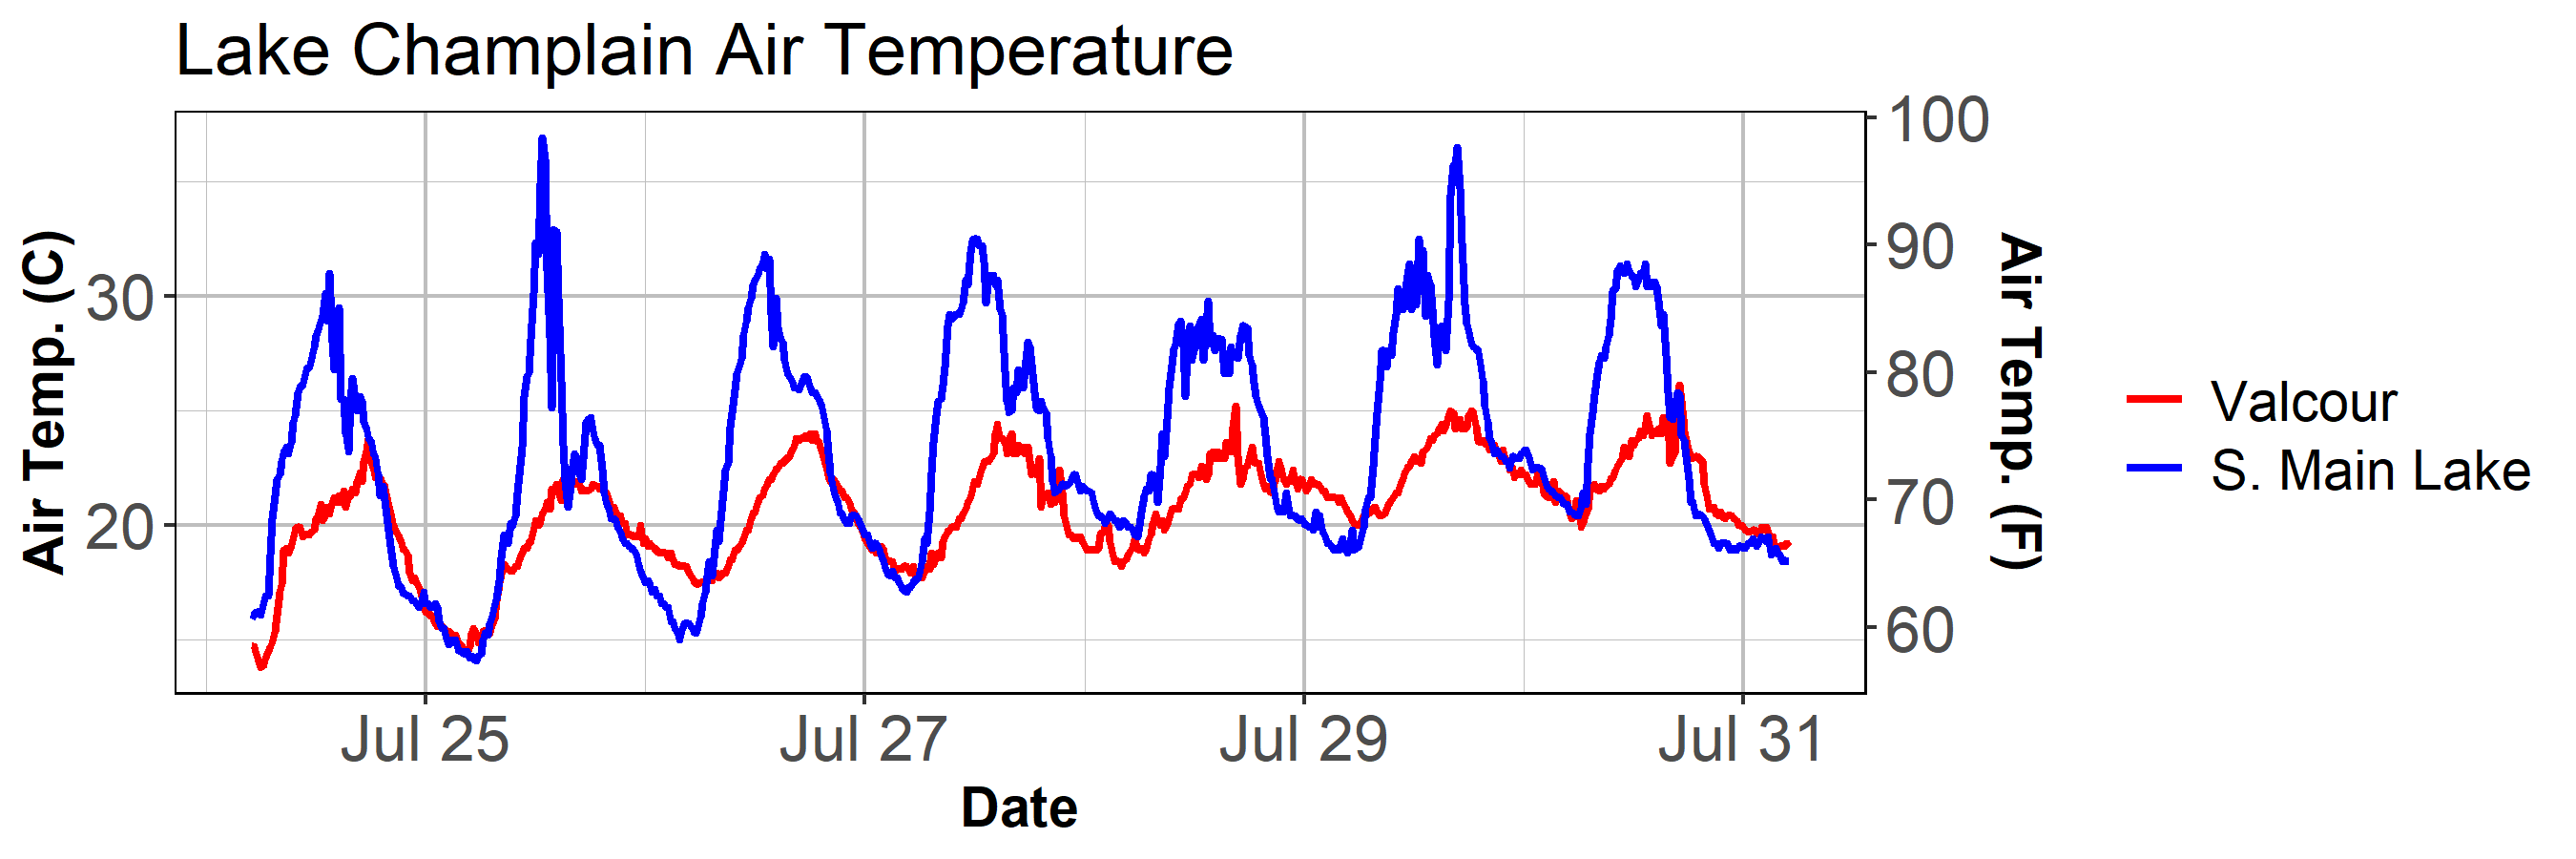 Lake Champlain Air Temperature
Air Temp. (C)
30
20
100
90
80
70
60
Air Temp. (F)
Jul 25
Jul 27
Jul 29
Jul 31
Date
Valcour
S. Main Lake